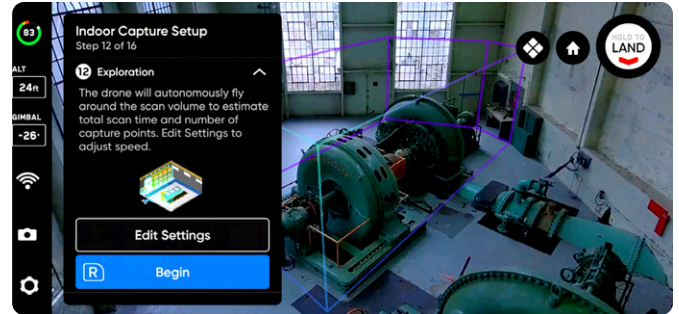 83
ALT
24ft
GIMBAL
-26°
Indoor Capture Setup
Step 12 of 16
12 Exploration
The drone will autonomously fly
around the scan volume to estimate
total scan time and number of
capture points. Edit Settings to
adjust speed.
Edit Settings
R Begin
HOLD TO
LAND